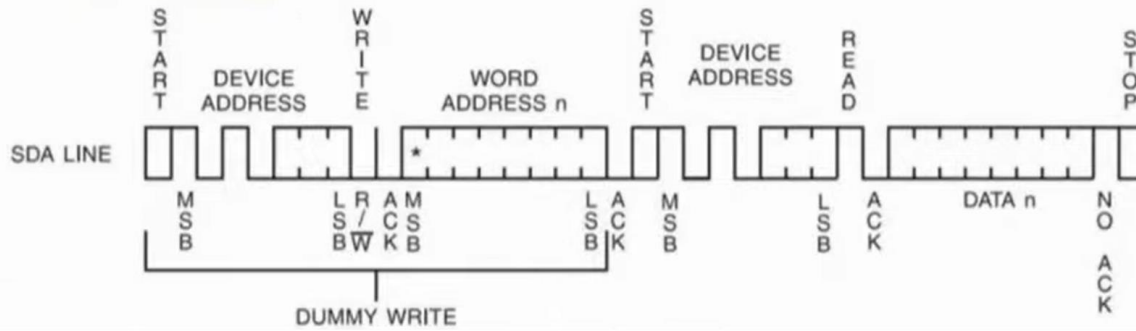 START
WRITE
START
READ
STOP
DEVICE
ADDRESS
WORD
ADDRESS n
DEVICE
ADDRESS
SDA LINE
*
MSB
LSB
R/W
ACK
MSB
LSB
ACK
MSB
LSB
ACK
DATA n
NO ACK
DUMMY WRITE